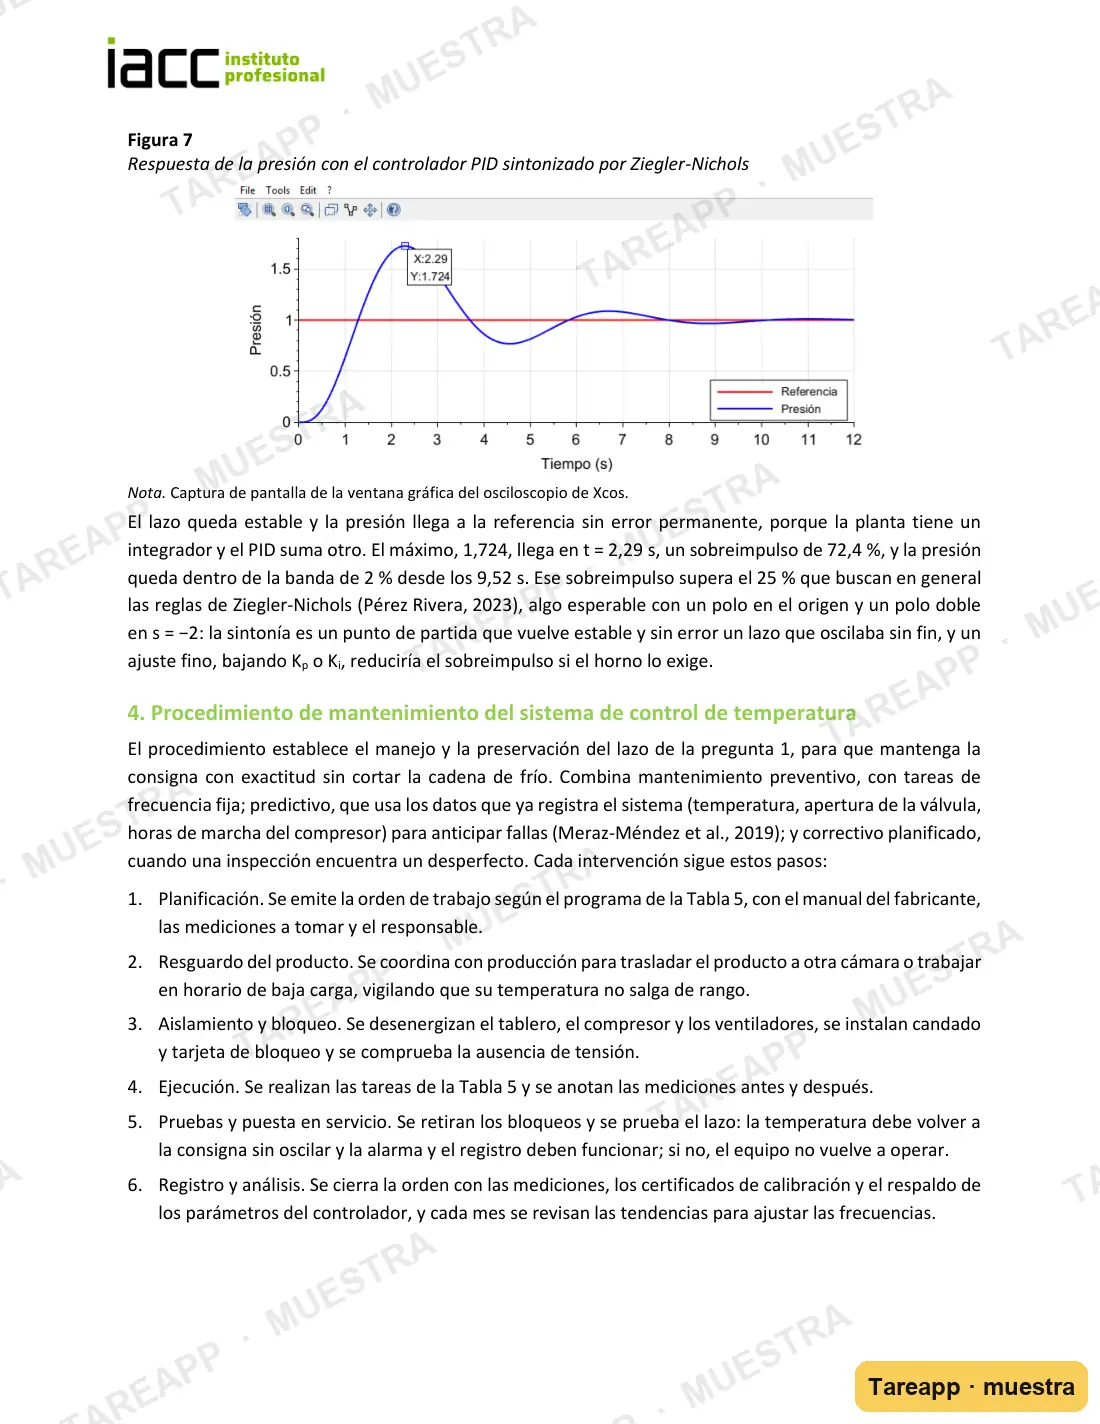 iacc instituto profesional
Figura 7
Respuesta de la presión con el controlador PID sintonizado por Ziegler-Nichols
File Tools Edit ?
X:2.29
Y:1.724
Presión
1.5
1
0.5
0
0 1 2 3 4 5 6 7 8 9 10 11 12
Tiempo (s)
Referencia
Presión
Nota. Captura de pantalla de la ventana gráfica del osciloscopio de Xcos.
El lazo queda estable y la presión llega a la referencia sin error permanente, porque la planta tiene un
integrador y el PID suma otro. El máximo, 1,724, llega en t = 2,29 s, un sobreimpulso de 72,4 %, y la presión
queda dentro de la banda de 2 % desde los 9,52 s. Ese sobreimpulso supera el 25 % que buscan en general
las reglas de Ziegler-Nichols (Pérez Rivera, 2023), algo esperable con un polo en el origen y un polo doble
en s = −2: la sintonía es un punto de partida que vuelve estable y sin error un lazo que oscilaba sin fin, y un
ajuste fino, bajando Kp o Ki, reduciría el sobreimpulso si el horno lo exige.
4. Procedimiento de mantenimiento del sistema de control de temperatura
El procedimiento establece el manejo y la preservación del lazo de la pregunta 1, para que mantenga la
consigna con exactitud sin cortar la cadena de frío. Combina mantenimiento preventivo, con tareas de
frecuencia fija; predictivo, que usa los datos que ya registra el sistema (temperatura, apertura de la válvula,
horas de marcha del compresor) para anticipar fallas (Meraz-Méndez et al., 2019); y correctivo planificado,
cuando una inspección encuentra un desperfecto. Cada intervención sigue estos pasos:
1. Planificación. Se emite la orden de trabajo según el programa de la Tabla 5, con el manual del fabricante,
las mediciones a tomar y el responsable.
2. Resguardo del producto. Se coordina con producción para trasladar el producto a otra cámara o trabajar
en horario de baja carga, vigilando que su temperatura no salga de rango.
3. Aislamiento y bloqueo. Se desenergizan el tablero, el compresor y los ventiladores, se instalan candado
y tarjeta de bloqueo y se comprueba la ausencia de tensión.
4. Ejecución. Se realizan las tareas de la Tabla 5 y se anotan las mediciones antes y después.
5. Pruebas y puesta en servicio. Se retiran los bloqueos y se prueba el lazo: la temperatura debe volver a
la consigna sin oscilar y la alarma y el registro deben funcionar; si no, el equipo no vuelve a operar.
6. Registro y análisis. Se cierra la orden con las mediciones, los certificados de calibración y el respaldo de
los parámetros del controlador, y cada mes se revisan las tendencias para ajustar las frecuencias.
TAREAPP · MUESTRA
Tareapp · muestra